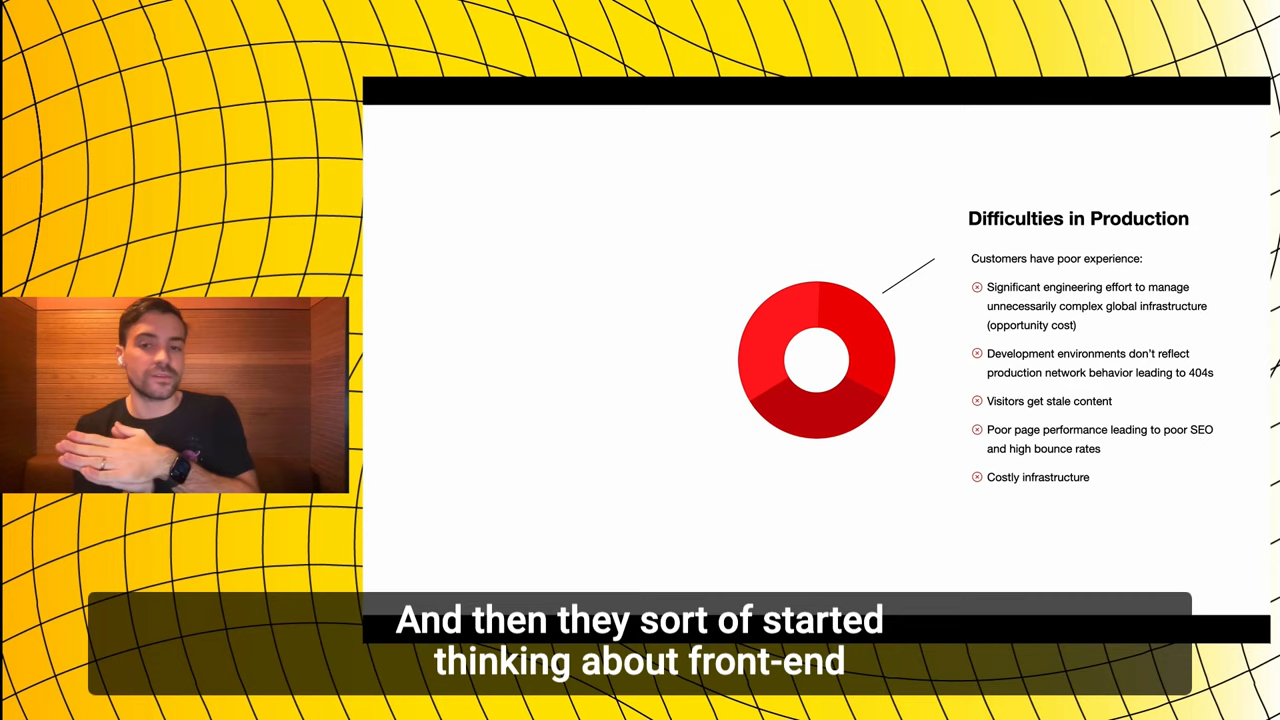 Difficulties in Production
Customers have poor experience:
Significant engineering effort to manage
unnecessarily complex global infrastructure
(opportunity cost)
Development environments don’t reflect
production network behavior leading to 404s
Visitors get stale content
Poor page performance leading to poor SEO
and high bounce rates
Costly infrastructure
And then they sort of started
thinking about front-end